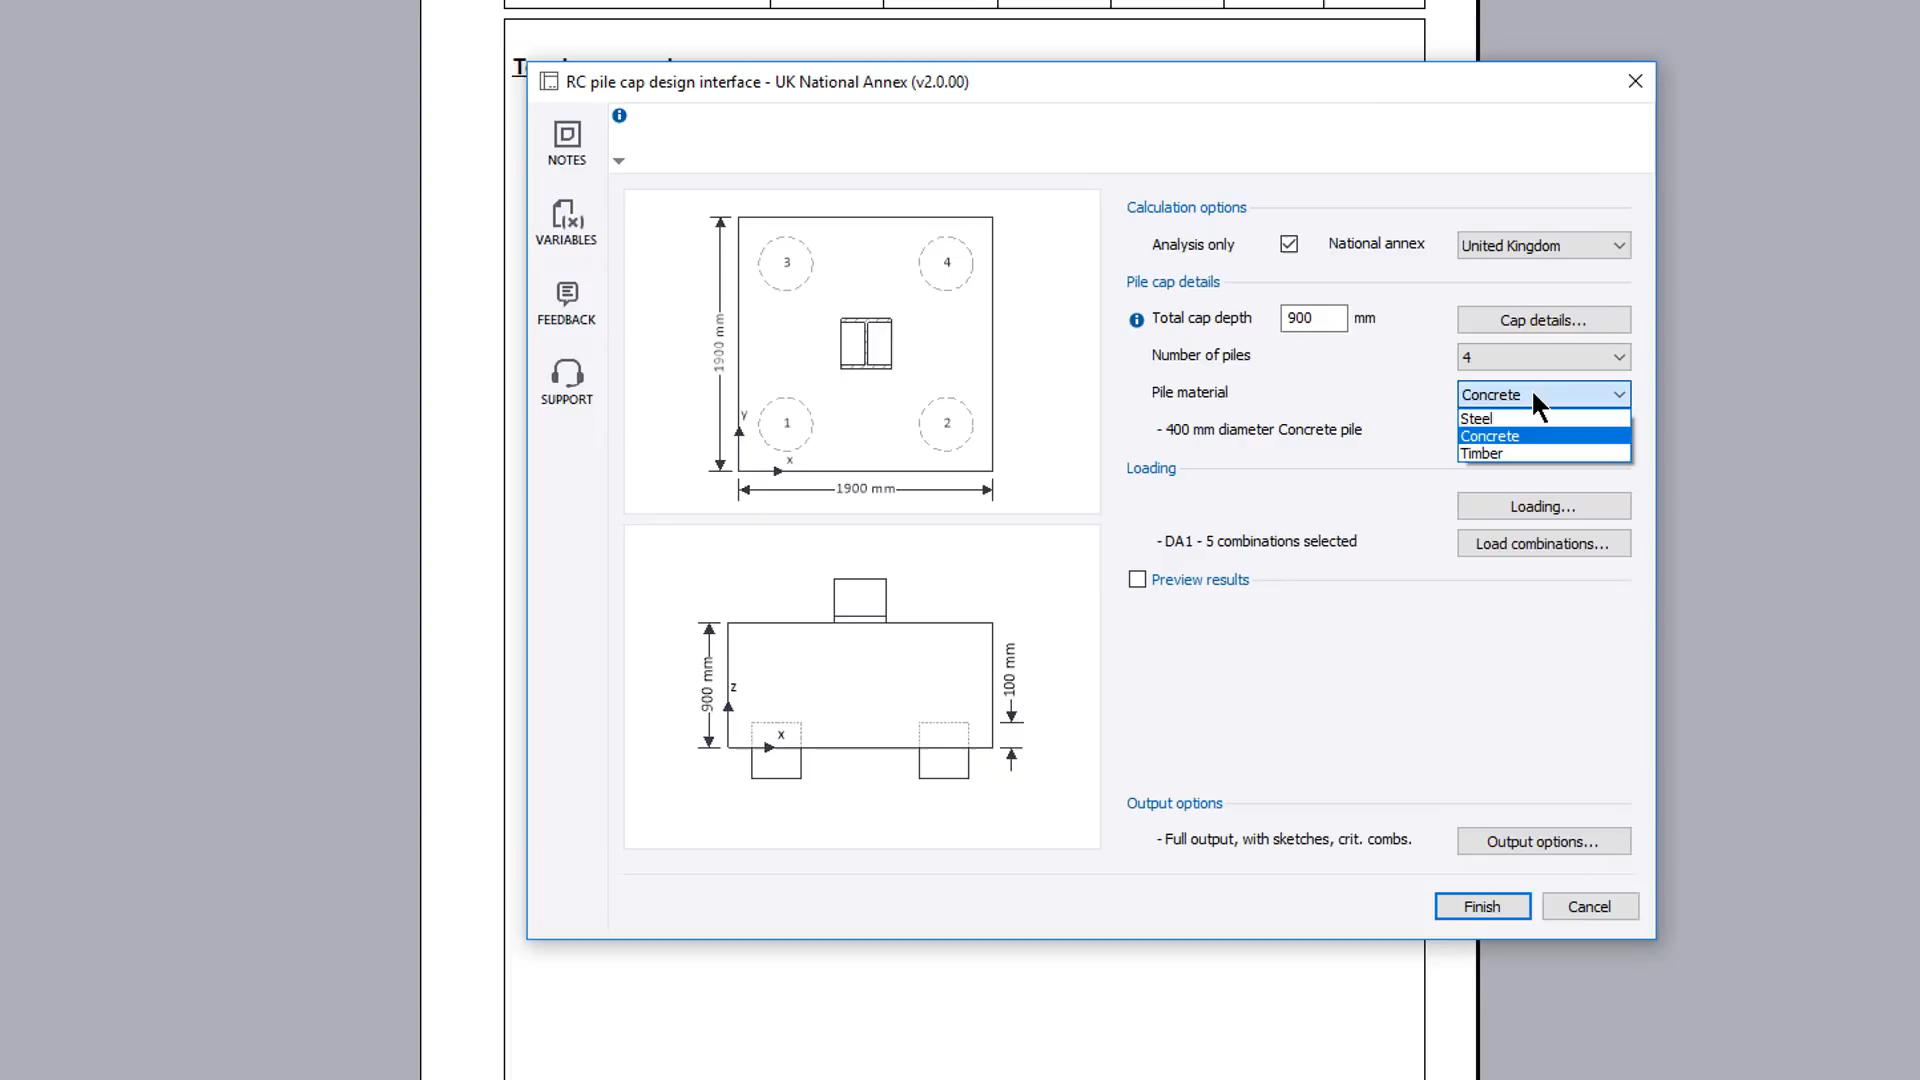 RC pile cap design interface - UK National Annex (v2.0.00)
NOTES
VARIABLES
FEEDBACK
SUPPORT
3
4
1
2
1900 mm
y
x
1900 mm
900 mm
z
x
100 mm
Calculation options
Analysis only
National annex
United Kingdom
Pile cap details
Total cap depth
900
mm
Cap details...
Number of piles
4
Pile material
Concrete
Steel
Concrete
Timber
- 400 mm diameter Concrete pile
Loading
Loading...
- DA1 - 5 combinations selected
Load combinations...
Preview results
Output options
- Full output, with sketches, crit. combs.
Output options...
Finish
Cancel